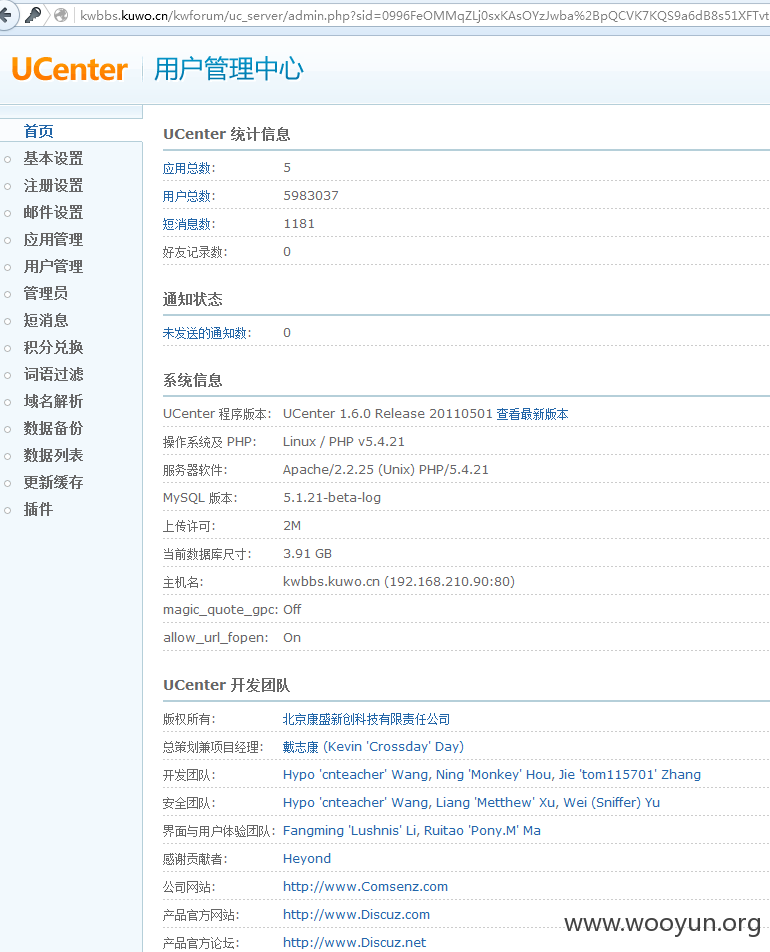 kwbbs.kuwo.cn/kwforum/uc_server/admin.php?sid=0996FeOMMqZLj0sxKAsOYzJwba%2BpQCVK7KQS9a6dB8s51XFTvt
UCenter 用户管理中心
首页
基本设置
注册设置
邮件设置
应用管理
用户管理
管理员
短消息
积分兑换
词语过滤
域名解析
数据备份
数据列表
更新缓存
插件
UCenter 统计信息
应用总数: 5
用户总数: 5983037
短消息数: 1181
好友记录数: 0
通知状态
未发送的通知数: 0
系统信息
UCenter 程序版本: UCenter 1.6.0 Release 20110501 查看最新版本
操作系统及 PHP: Linux / PHP v5.4.21
服务器软件: Apache/2.2.25 (Unix) PHP/5.4.21
MySQL 版本: 5.1.21-beta-log
上传许可: 2M
当前数据库尺寸: 3.91 GB
主机名: kwbbs.kuwo.cn (192.168.210.90:80)
magic_quote_gpc: Off
allow_url_fopen: On
UCenter 开发团队
版权所有: 北京康盛新创科技有限责任公司
总策划兼项目经理: 戴志康 (Kevin 'Crossday' Day)
开发团队: Hypo 'cnteacher' Wang, Ning 'Monkey' Hou, Jie 'tom115701' Zhang
安全团队: Hypo 'cnteacher' Wang, Liang 'Metthew' Xu, Wei (Sniffer) Yu
界面与用户体验团队: Fangming 'Lushnis' Li, Ruitao 'Pony.M' Ma
感谢贡献者: Heyond
公司网站: http://www.Comsenz.com
产品官方网站: http://www.Discuz.com
产品官方论坛: http://www.Discuz.net
www.wooyun.org